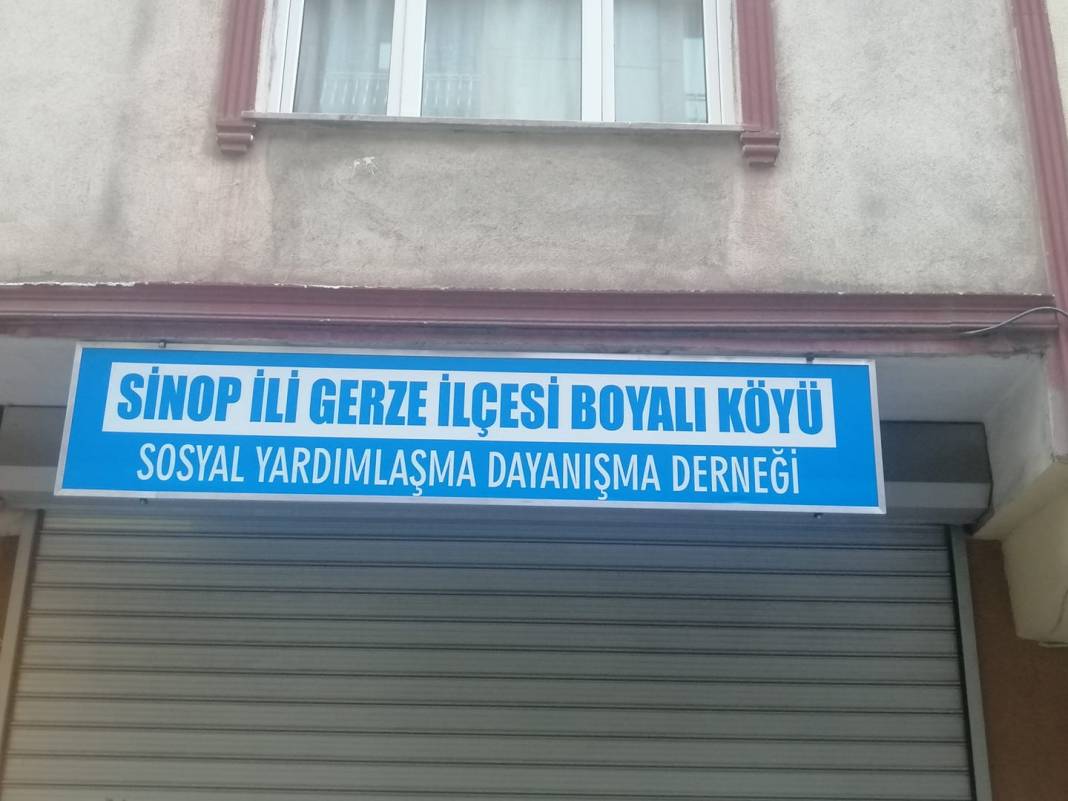 SİNOP İLİ GERZE İLÇESİ BOYALI KÖYÜ
SOSYAL YARDIMLAŞMA DAYANIŞMA DERNEĞİ